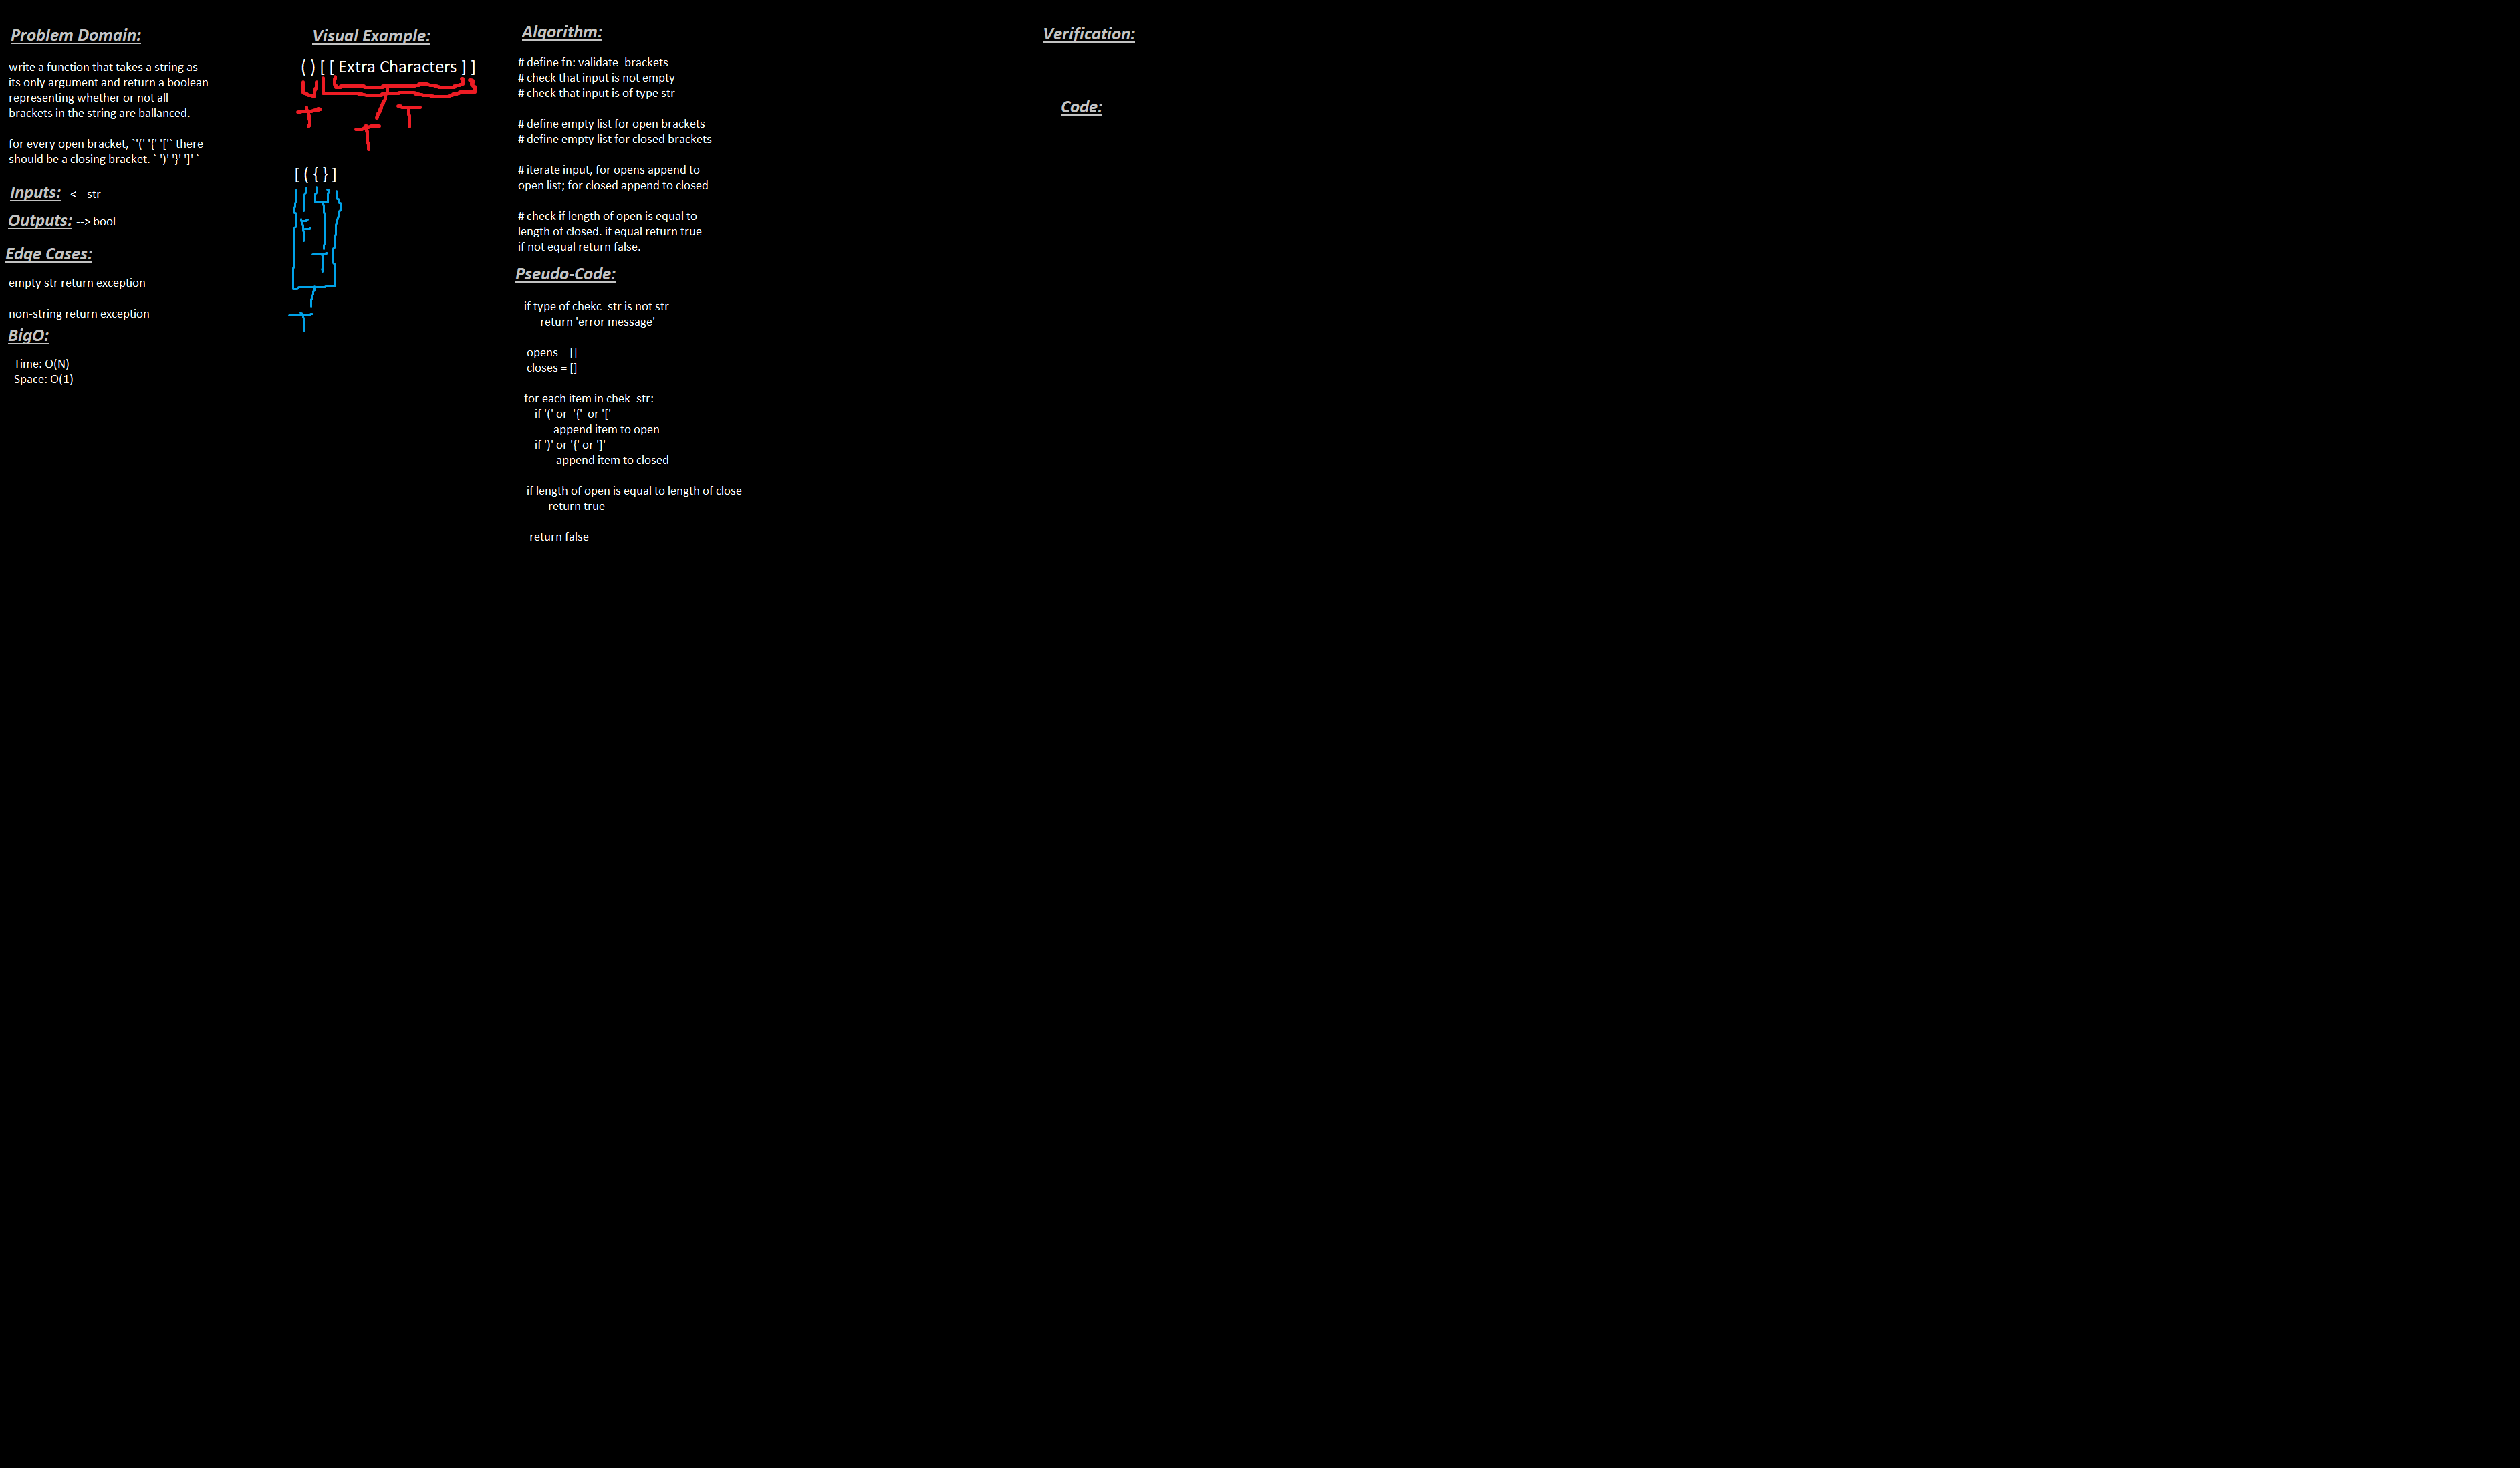 Problem Domain:
write a function that takes a string as
its only argument and return a boolean
representing whether or not all
brackets in the string are ballanced.
for every open bracket, `'(' '{' '['` there
should be a closing bracket. ` ')' '}' ']' `
Inputs: <-- str
Outputs: --> bool
Edge Cases:
empty str return exception
non-string return exception
BigO:
Time: O(N)
Space: O(1)
Visual Example:
( ) [ [ Extra Characters ] ]
T
T
T
[ ( { } ]
F
T
T
Algorithm:
# define fn: validate_brackets
# check that input is not empty
# check that input is of type str
# define empty list for open brackets
# define empty list for closed brackets
# iterate input, for opens append to
open list; for closed append to closed
# check if length of open is equal to
length of closed. if equal return true
if not equal return false.
Pseudo-Code:
if type of chekc_str is not str
return 'error message'
opens = []
closes = []
for each item in chek_str:
if '(' or '{' or '['
append item to open
if ')' or '{' or ']'
append item to closed
if length of open is equal to length of close
return true
return false
Verification:
Code: